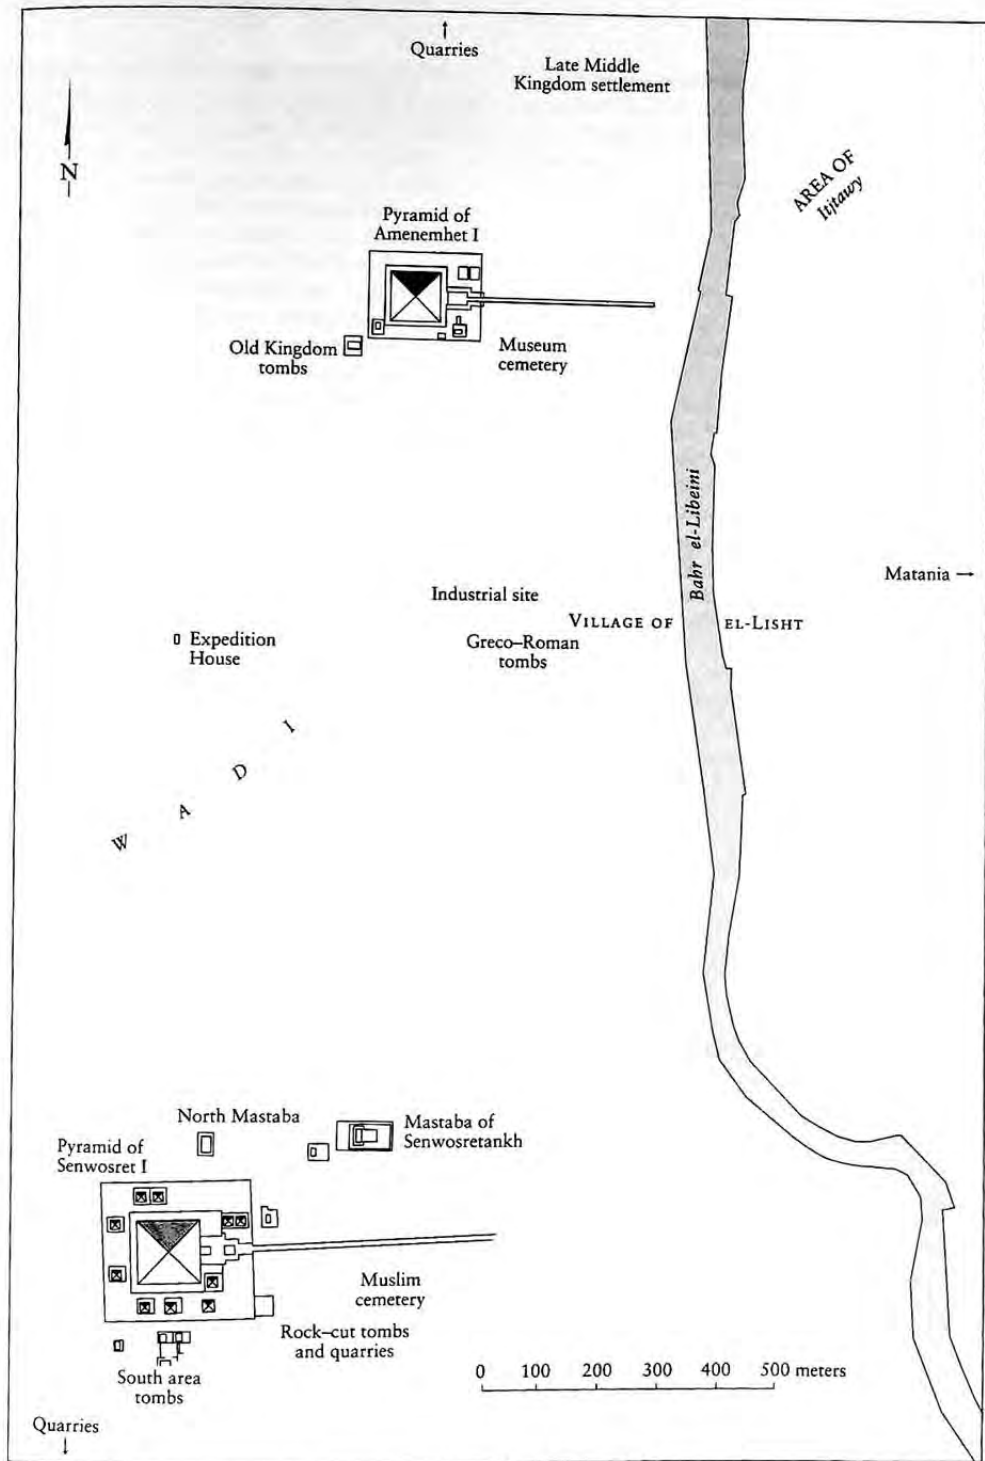 Quarries
Late Middle
Kingdom settlement
N
AREA OF
Itjtawy
Pyramid of
Amenemhet I
Old Kingdom
tombs
Museum
cemetery
Bahr el-Libeini
Matania
Industrial site
VILLAGE OF EL-LISHT
Expedition
House
Greco-Roman
tombs
WADI
North Mastaba
Mastaba of
Senwosretankh
Pyramid of
Senwosret I
Muslim
cemetery
Rock-cut tombs
and quarries
South area
tombs
0 100 200 300 400 500 meters
Quarries